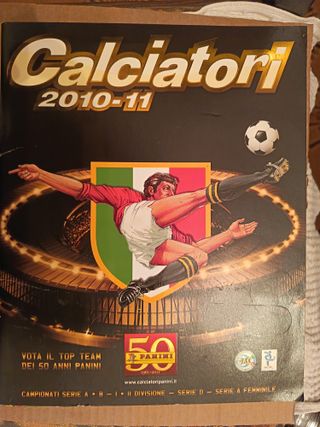 Calciatori
2010-11
VOTA IL TOP TEAM
DEI 50 ANNI PANINI
50
PANINI
www.calciatoripanini.it
CAMPIONATI SERIE A • B - I • II DIVISIONE - SERIE D - SERIE A FEMMINILE